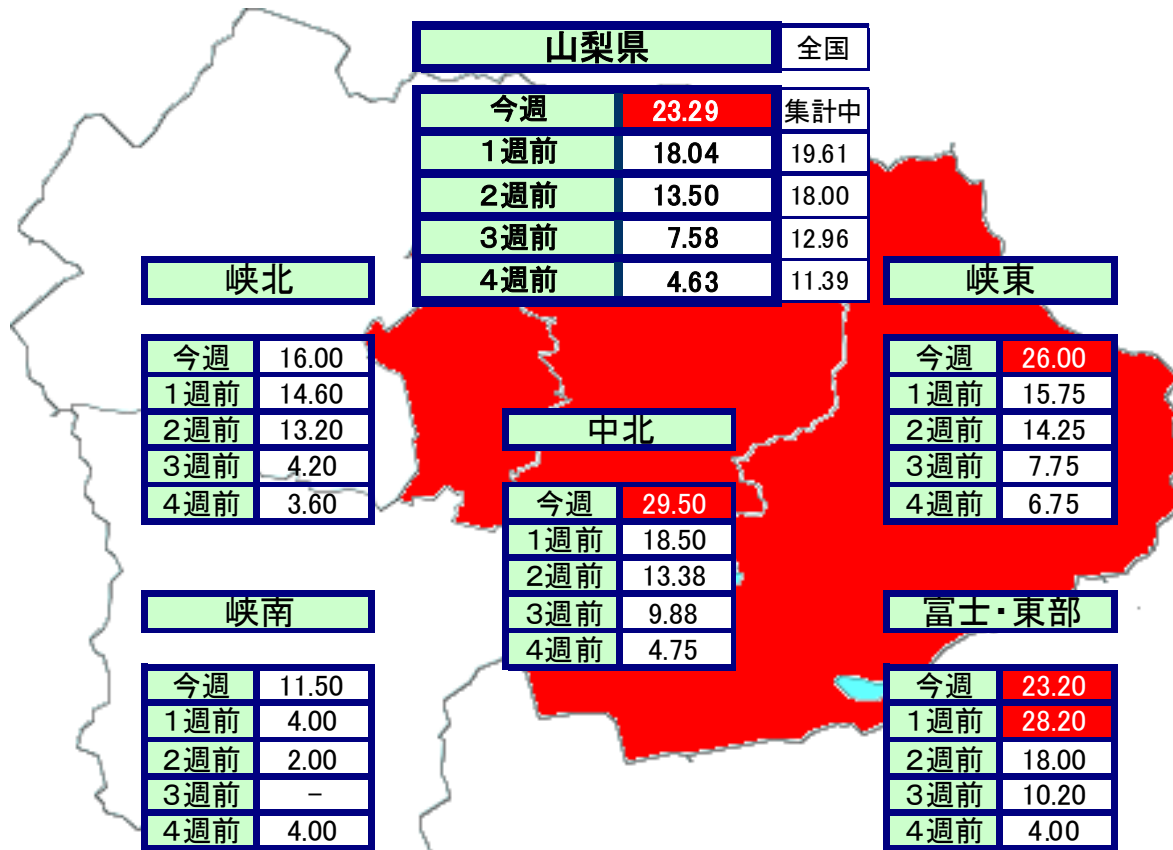 山梨県 全国
今週 23.29 集計中
１週前 18.04 19.61
２週前 13.50 18.00
３週前 7.58 12.96
４週前 4.63 11.39
峡北
今週 16.00
１週前 14.60
２週前 13.20
３週前 4.20
４週前 3.60
峡東
今週 26.00
１週前 15.75
２週前 14.25
３週前 7.75
４週前 6.75
中北
今週 29.50
１週前 18.50
２週前 13.38
３週前 9.88
４週前 4.75
峡南
今週 11.50
１週前 4.00
２週前 2.00
３週前 －
４週前 4.00
富士・東部
今週 23.20
１週前 28.20
２週前 18.00
３週前 10.20
４週前 4.00